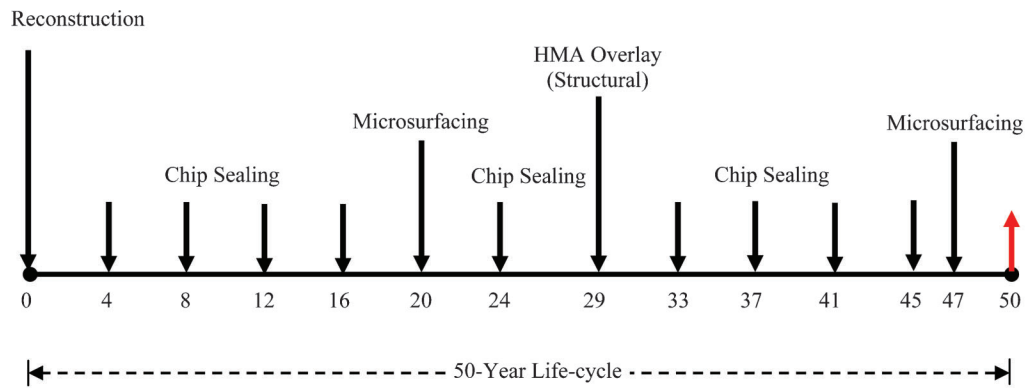 Reconstruction
HMA Overlay
(Structural)
Microsurfacing
Microsurfacing
Chip Sealing
Chip Sealing
Chip Sealing
0 4 8 12 16 20 24 29 33 37 41 45 47 50
50-Year Life-cycle